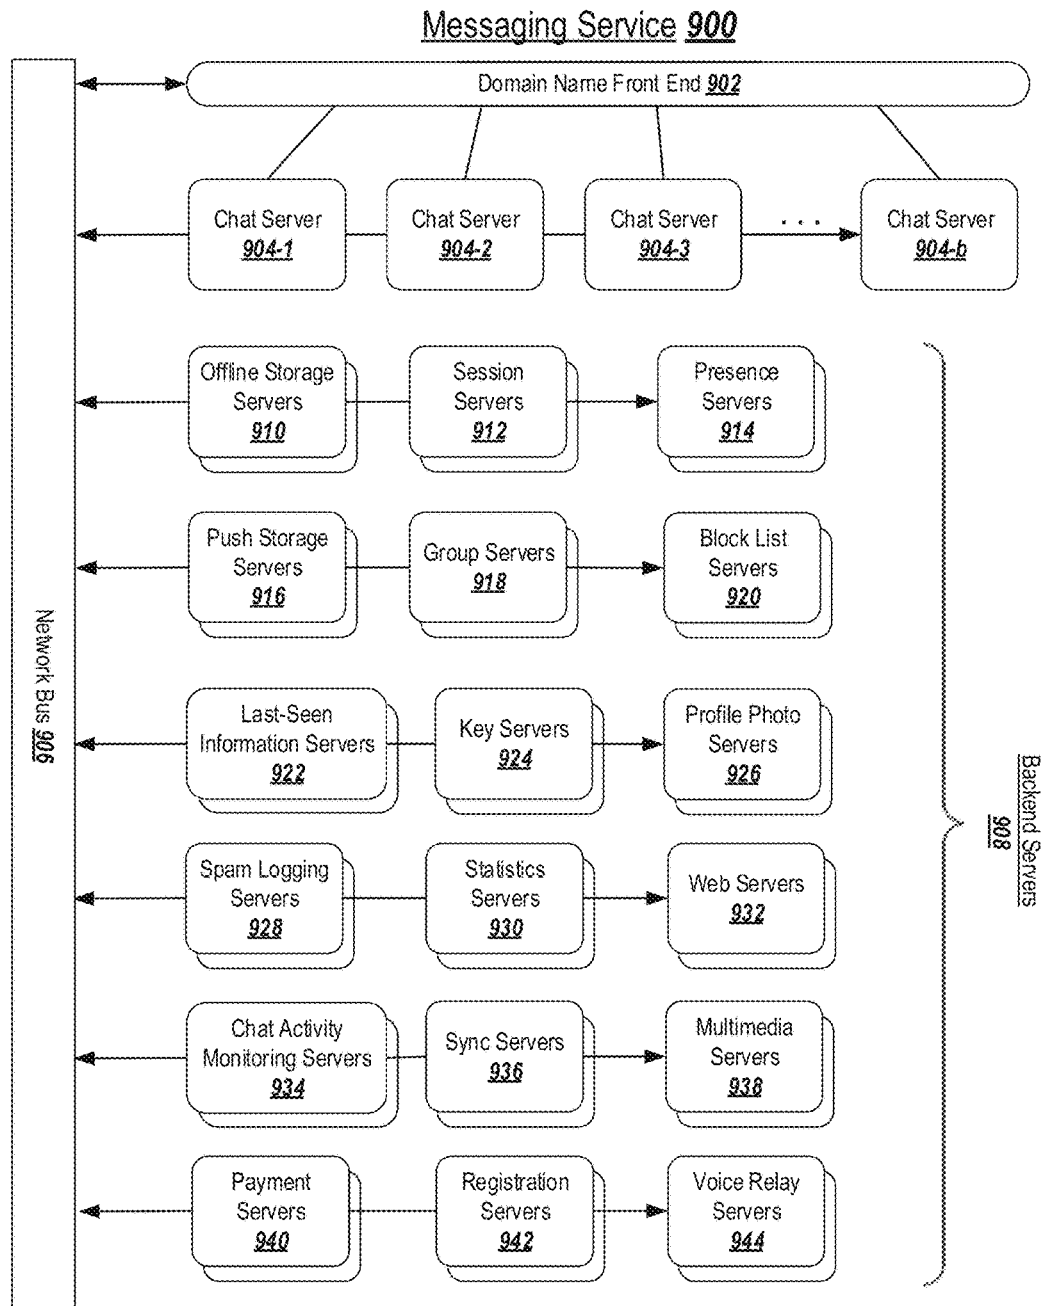 Messaging Service 900
Domain Name Front End 902
Chat Server
904-1
Chat Server
904-2
Chat Server
904-3
. . .
Chat Server
904-b
Offline Storage
Servers
910
Session
Servers
912
Presence
Servers
914
Push Storage
Servers
916
Group Servers
918
Block List
Servers
920
Network Bus 906
Last-Seen
Information Servers
922
Key Servers
924
Profile Photo
Servers
926
Backend Servers
908
Spam Logging
Servers
928
Statistics
Servers
930
Web Servers
932
Chat Activity
Monitoring Servers
934
Sync Servers
936
Multimedia
Servers
938
Payment
Servers
940
Registration
Servers
942
Voice Relay
Servers
944